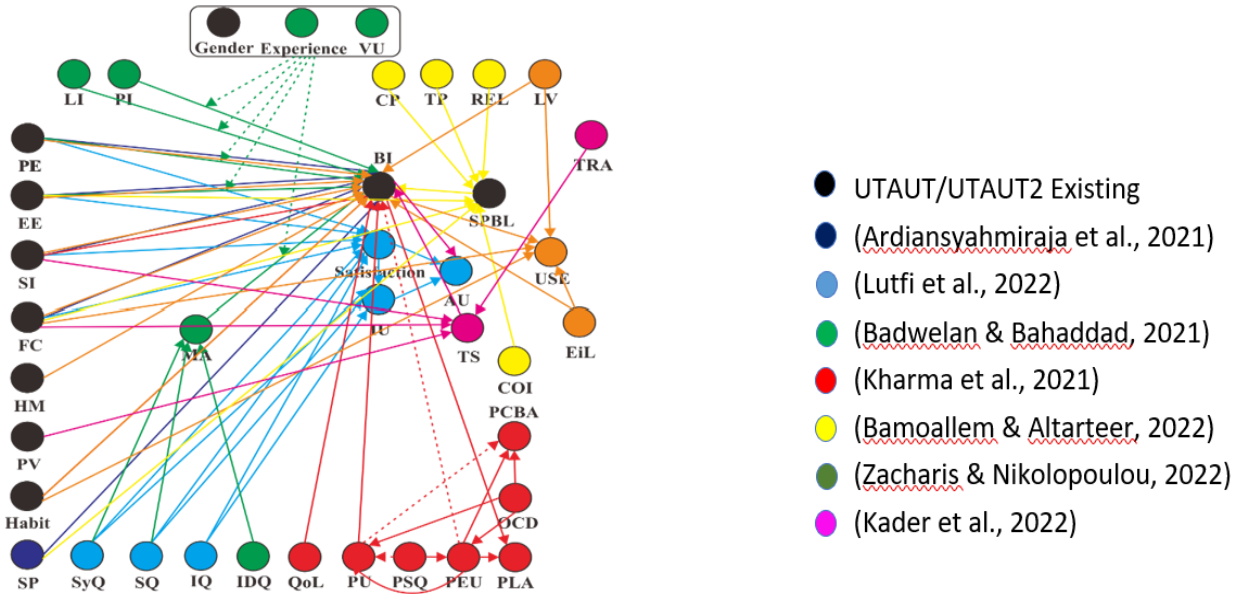 Gender Experience VU
LI PI CP TP REL LV
TRA
PE
BI
EE
SPBL
SI
Satisfaction
USE
AU
FC
IU
MA
TS
EiL
HM
COI
PCBA
PV
Habit
OCD
SP SyQ SQ IQ IDQ QoL PU PSQ PEU PLA
UTAUT/UTAUT2 Existing
(Ardiansyahmiraja et al., 2021)
(Lutfi et al., 2022)
(Badwelan & Bahaddad, 2021)
(Kharma et al., 2021)
(Bamoallem & Altarteer, 2022)
(Zacharis & Nikolopoulou, 2022)
(Kader et al., 2022)